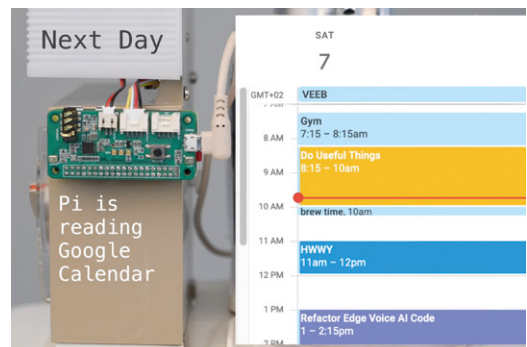 Next Day
Pi is
reading
Google
Calendar
SAT
7
GMT+02
VEEB
Gym
7:15 – 8:15am
8 AM
Do Useful Things
8:15 – 10am
9 AM
10 AM
brew time, 10am
11 AM
HWWY
11am – 12pm
12 PM
1 PM
Refactor Edge Voice AI Code
1 – 2:15pm
2 PM